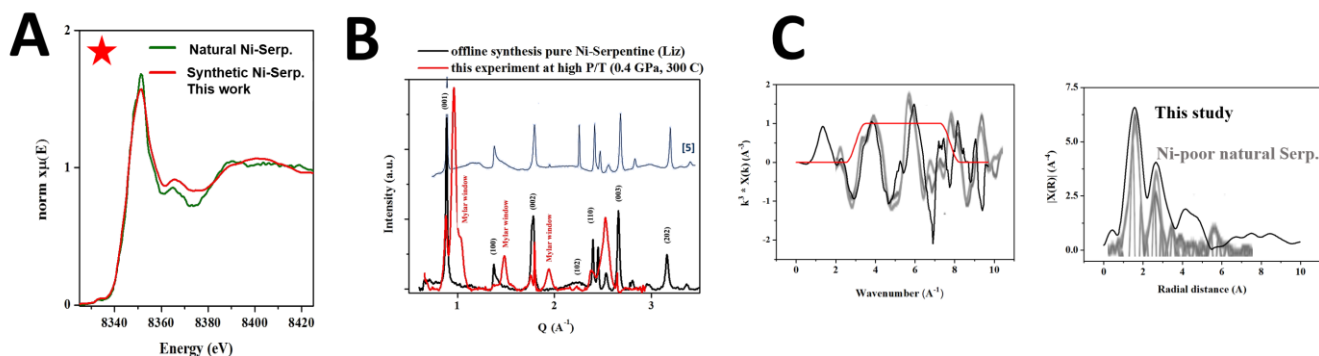 A
norm xμ(E)
2
1
0
Natural Ni-Serp.
Synthetic Ni-Serp.
This work
8340
8360
8380
8400
8420
Energy (eV)
B
offline synthesis pure Ni-Serpentine (Liz)
this experiment at high P/T (0.4 GPa, 300 C)
Intensity (a.u.)
(001)
Mylar window
(100)
Mylar window
(002)
Mylar window
(102)
(110)
(003)
(202)
[5]
1
2
3
Q (A⁻¹)
C
k³ * X(k) (A⁻³)
2
1
0
-1
-2
0
2
4
6
8
10
Wavenumber (A⁻¹)
|X(R)| (A⁻⁴)
7.5
5.0
2.5
0.0
This study
Ni-poor natural Serp.
0
2
4
6
8
10
Radial distance (A)